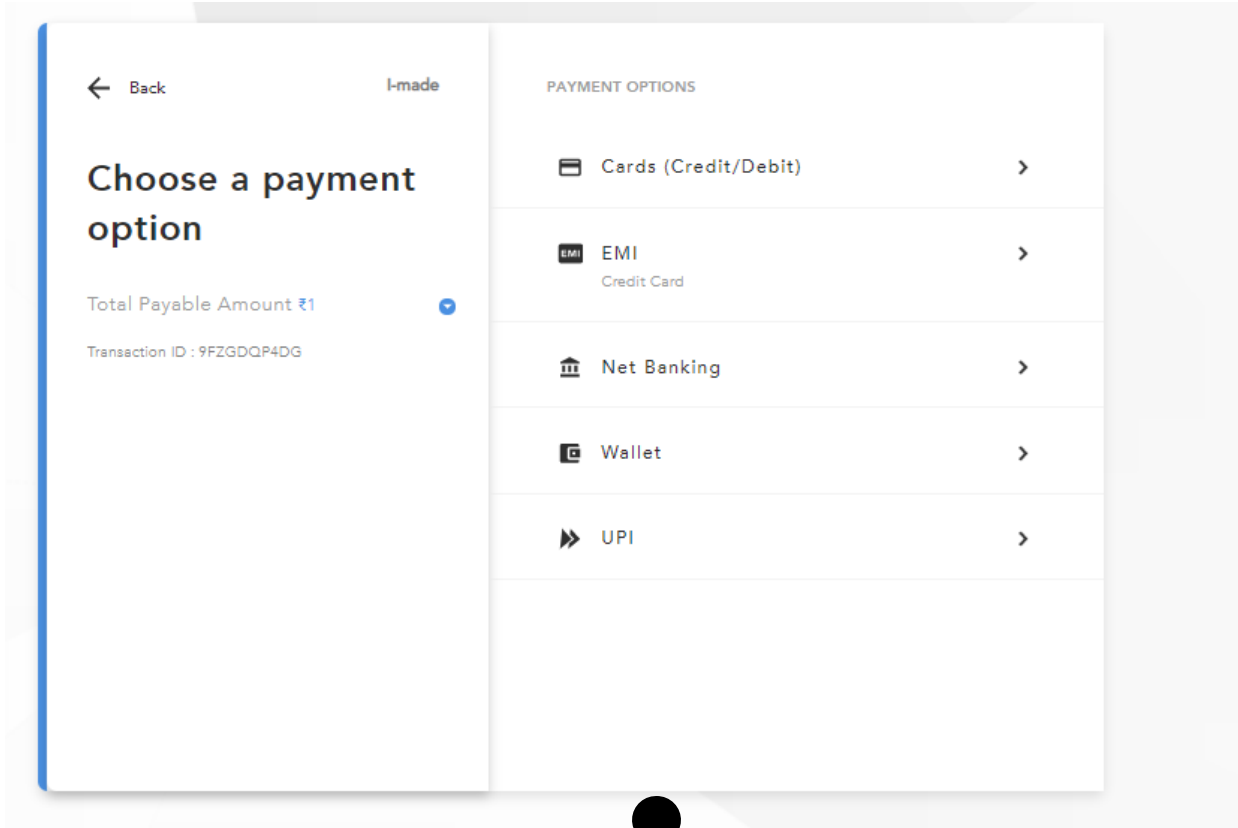 Back
I-made
Choose a payment
option
Total Payable Amount ₹1
Transaction ID : 9FZGDQP4DG
PAYMENT OPTIONS
Cards (Credit/Debit)
EMI
EMI
Credit Card
Net Banking
Wallet
UPI